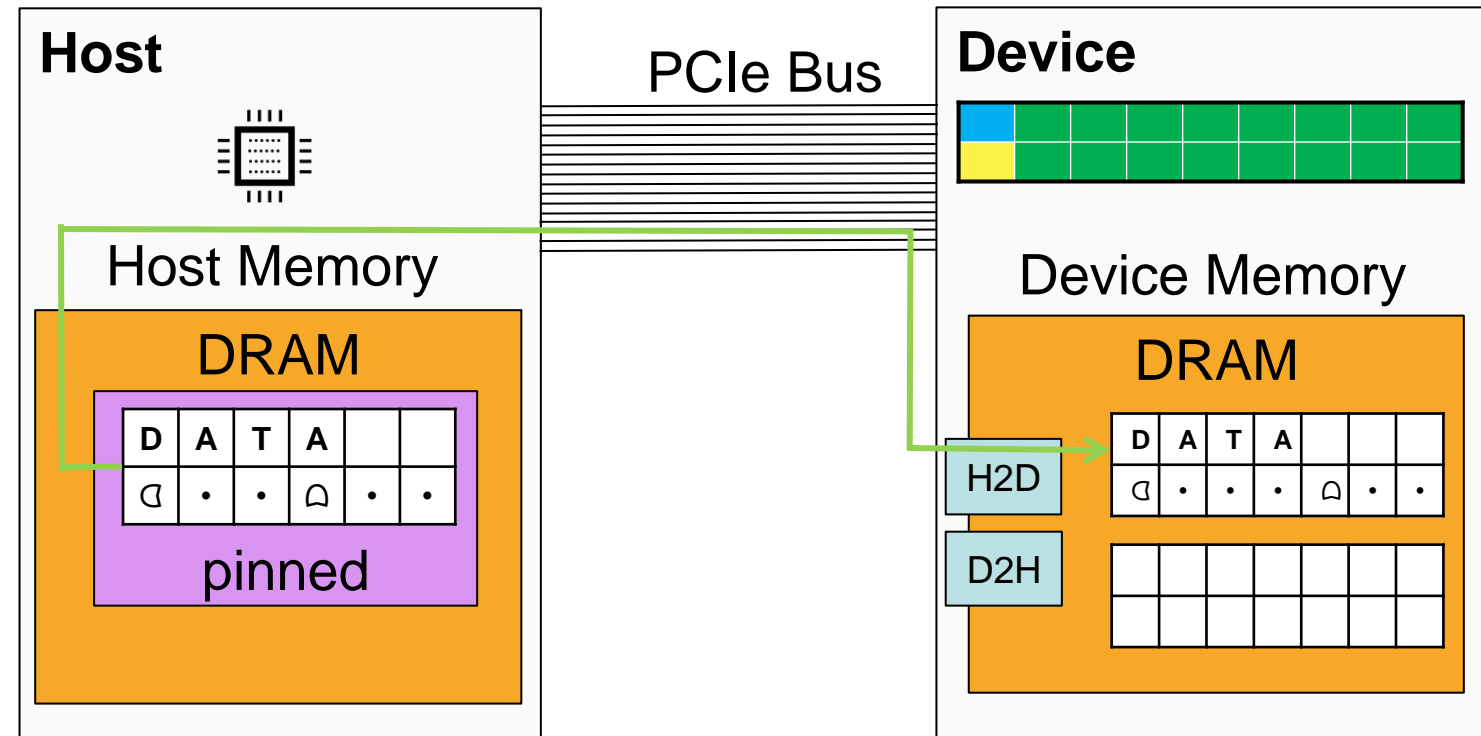 Host
PCIe Bus
Device
Host Memory
Device Memory
DRAM
DRAM
D A T A
D A T A
ᗡ • • ᗝ • •
ᗡ • • • ᗝ • •
H2D
pinned
D2H